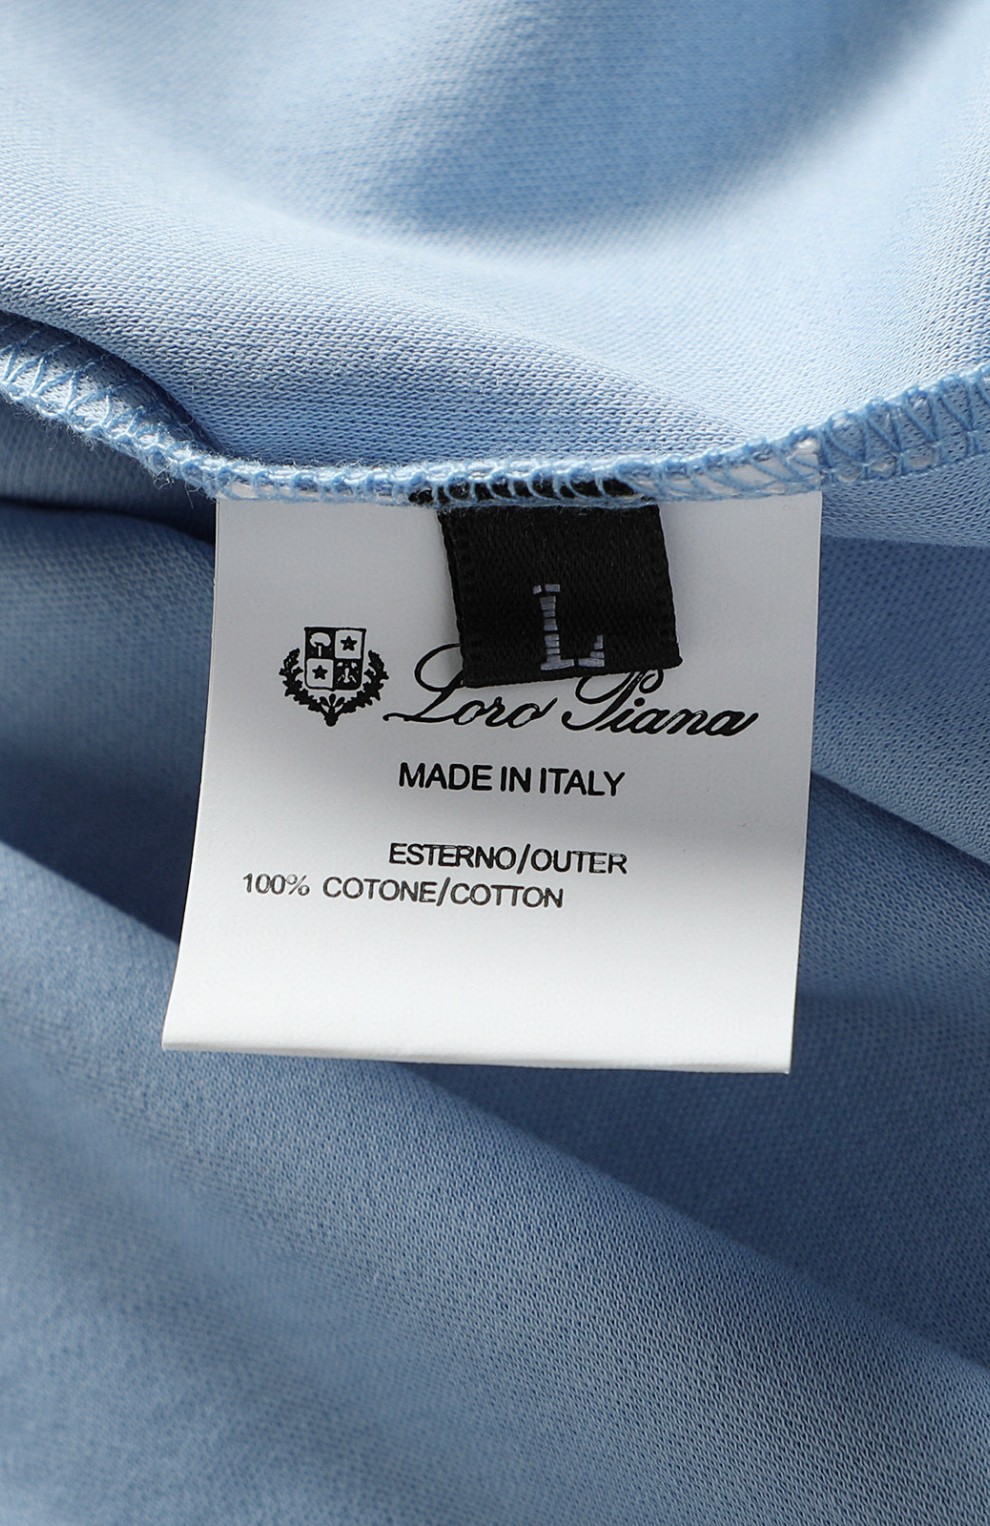 L
Loro Piana
MADE IN ITALY
ESTERNO/OUTER
100% COTONE/COTTON